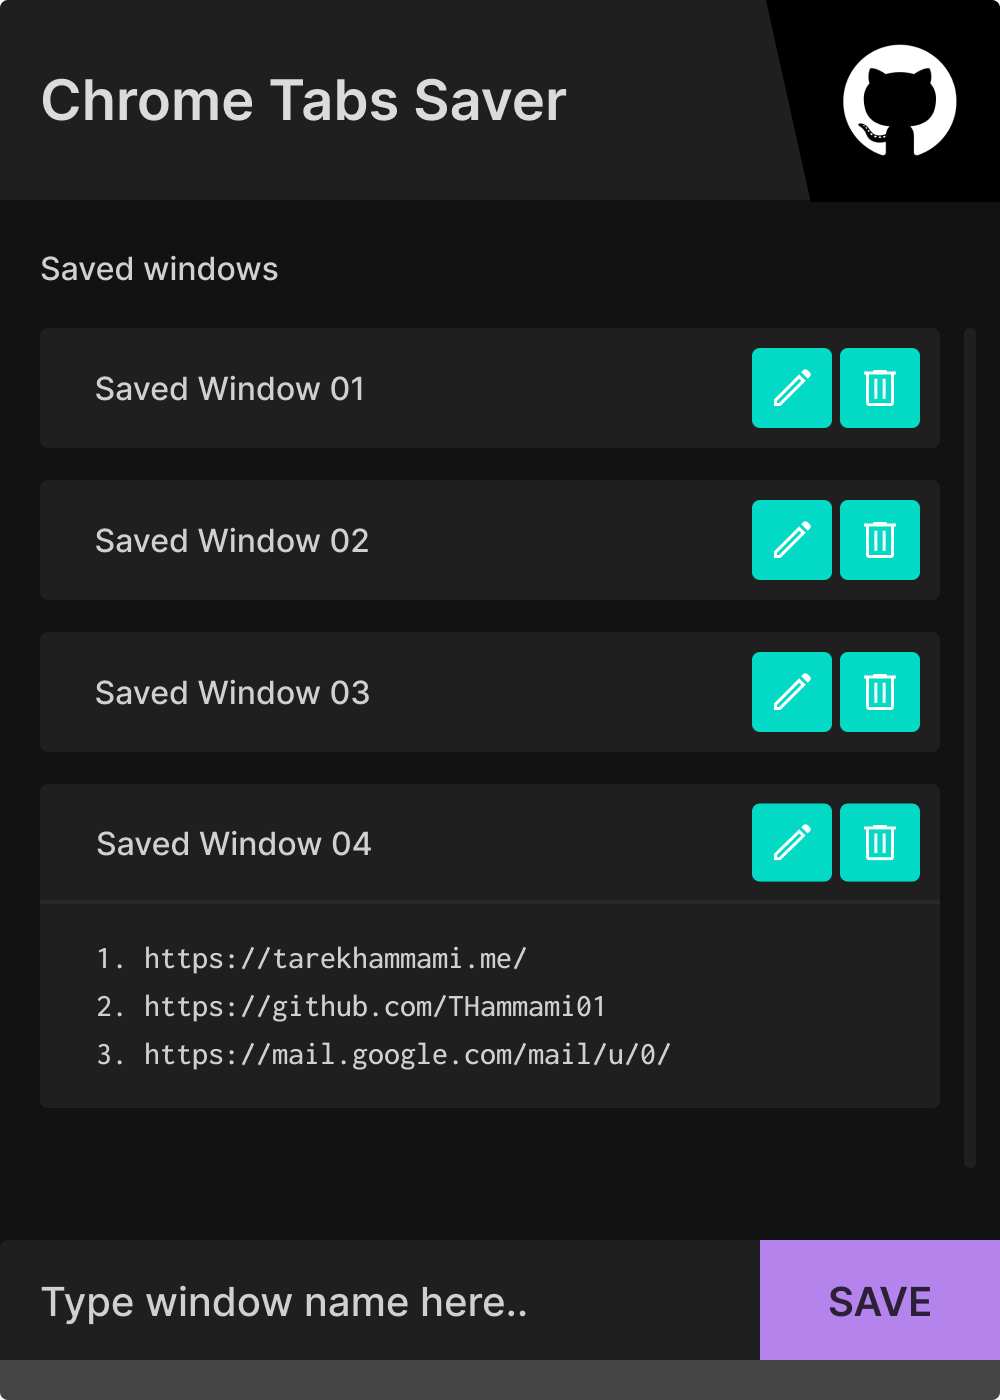 Chrome Tabs Saver
Saved windows
Saved Window 01
Saved Window 02
Saved Window 03
Saved Window 04
1. https://tarekhammami.me/
2. https://github.com/THammami01
3. https://mail.google.com/mail/u/0/
Type window name here..
SAVE